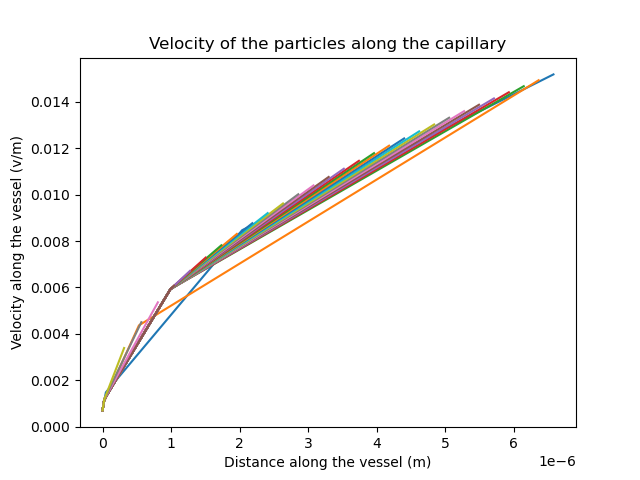 Velocity of the particles along the capillary
Velocity along the vessel (v/m)
0.014
0.012
0.010
0.008
0.006
0.004
0.002
0.000
0 1 2 3 4 5 6
1e−6
Distance along the vessel (m)